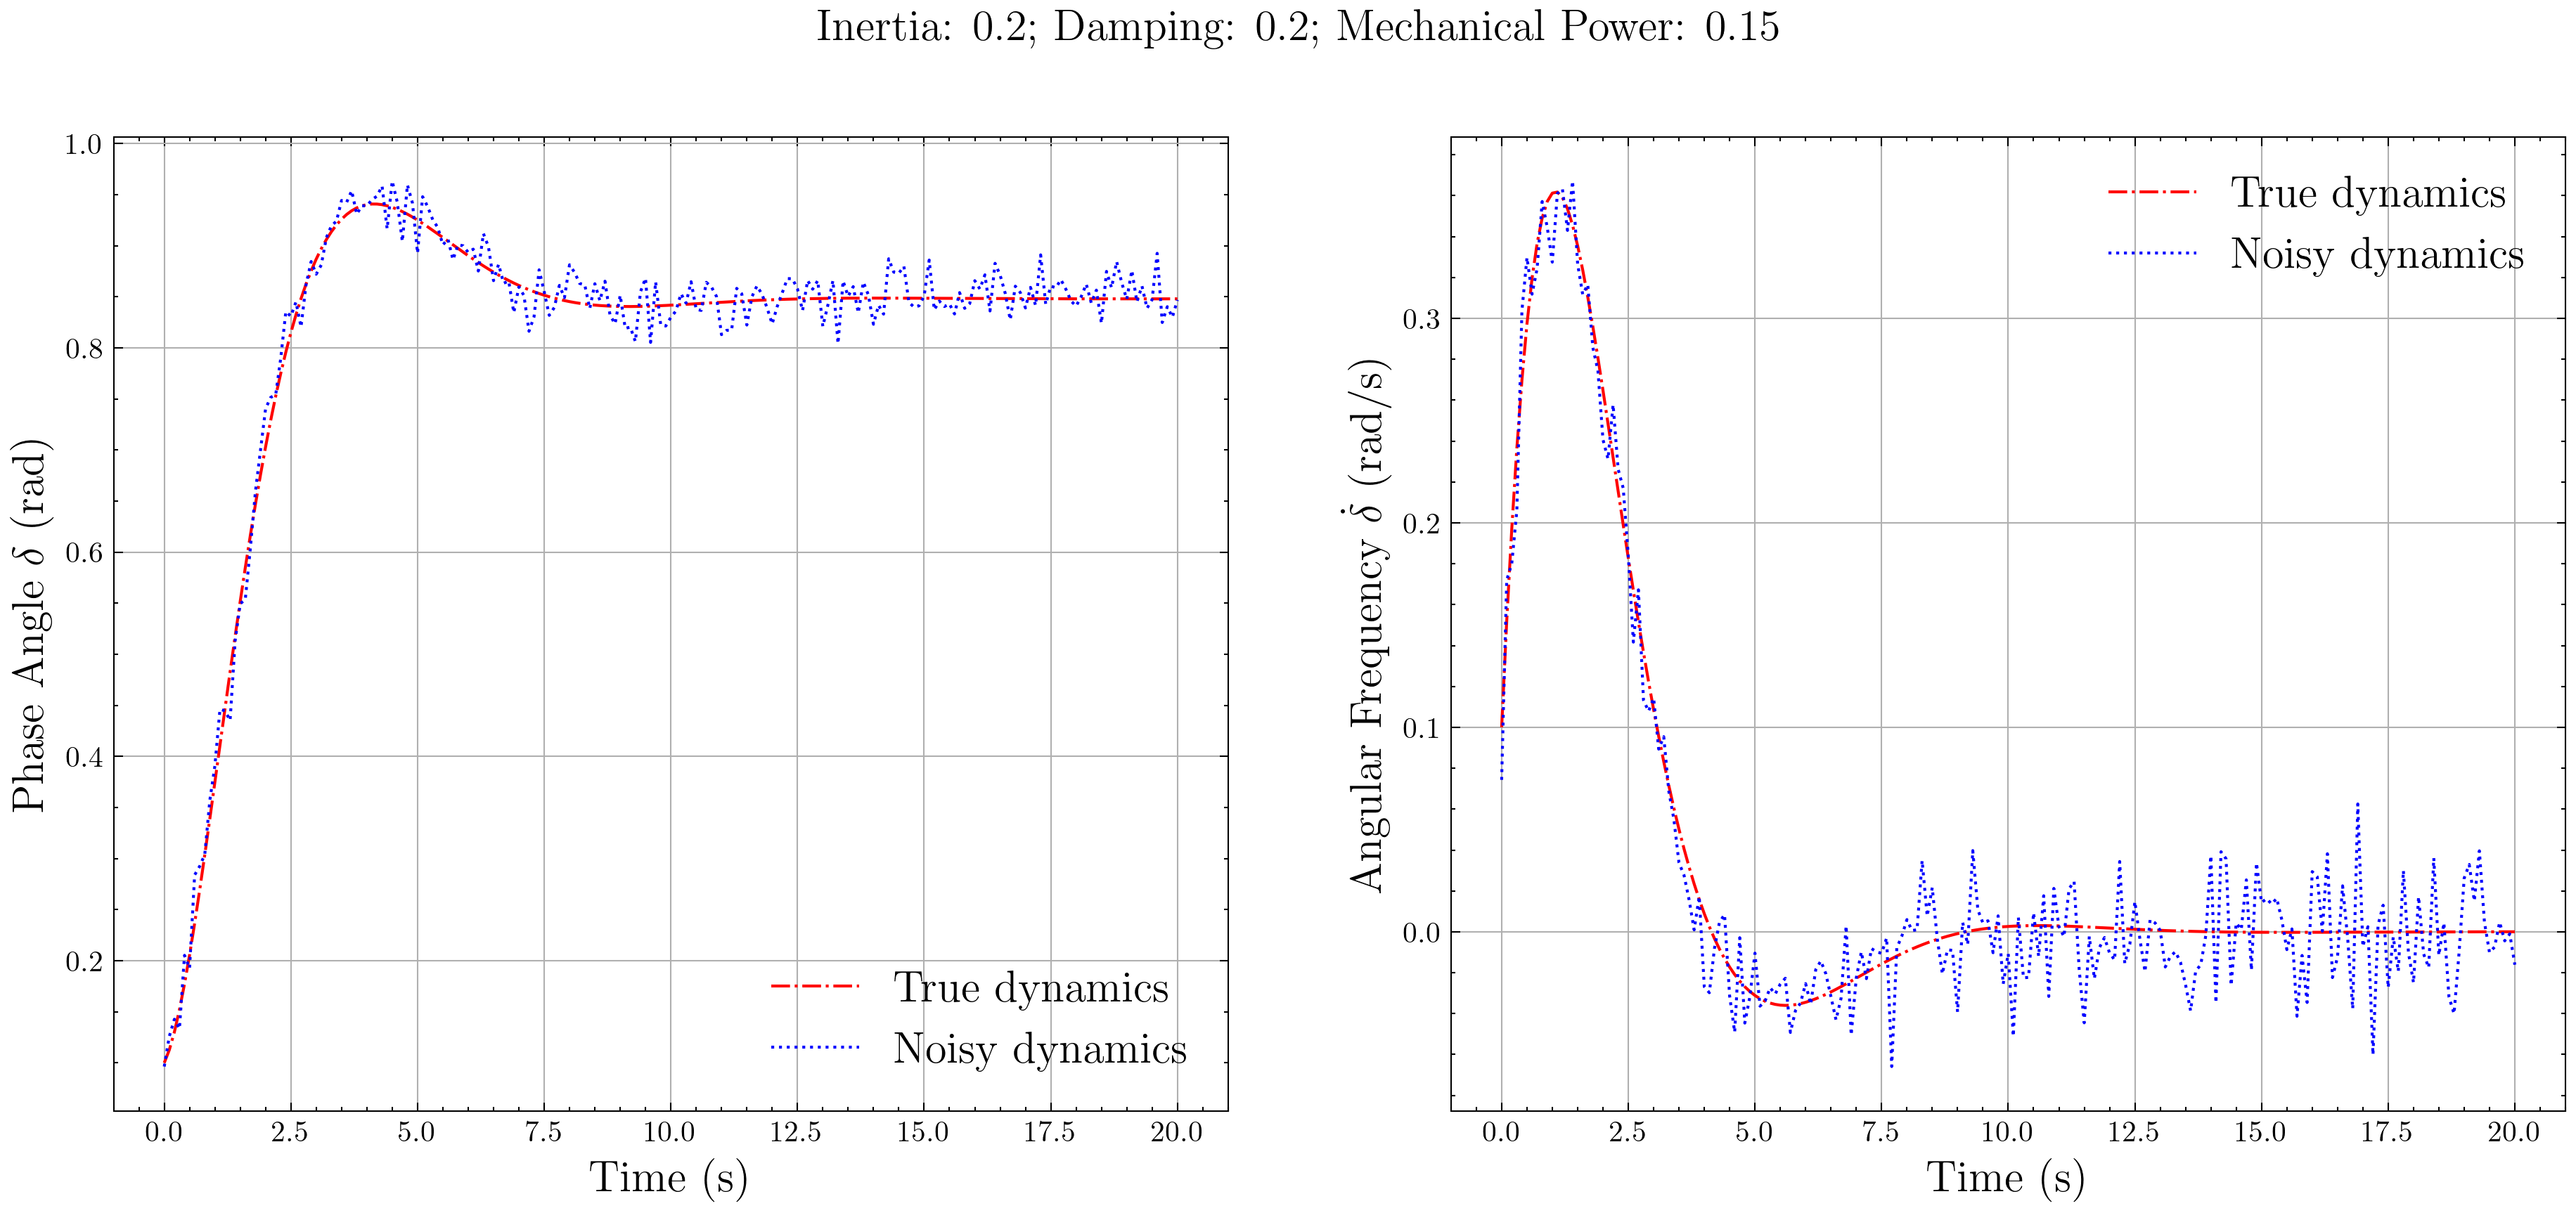 Inertia: 0.2; Damping: 0.2; Mechanical Power: 0.15
Phase Angle δ (rad)
1.0
0.8
0.6
0.4
0.2
True dynamics
Noisy dynamics
0.0 2.5 5.0 7.5 10.0 12.5 15.0 17.5 20.0
Time (s)
Angular Frequency δ̇ (rad/s)
0.3
0.2
0.1
0.0
True dynamics
Noisy dynamics
0.0 2.5 5.0 7.5 10.0 12.5 15.0 17.5 20.0
Time (s)